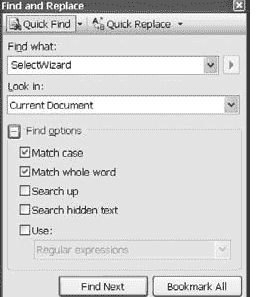 Find and Replace
Quick Find Quick Replace
Find what:
SelectWizard
Look in:
Current Document
Find options
Match case
Match whole word
Search up
Search hidden text
Use:
Regular expressions
Find Next Bookmark All